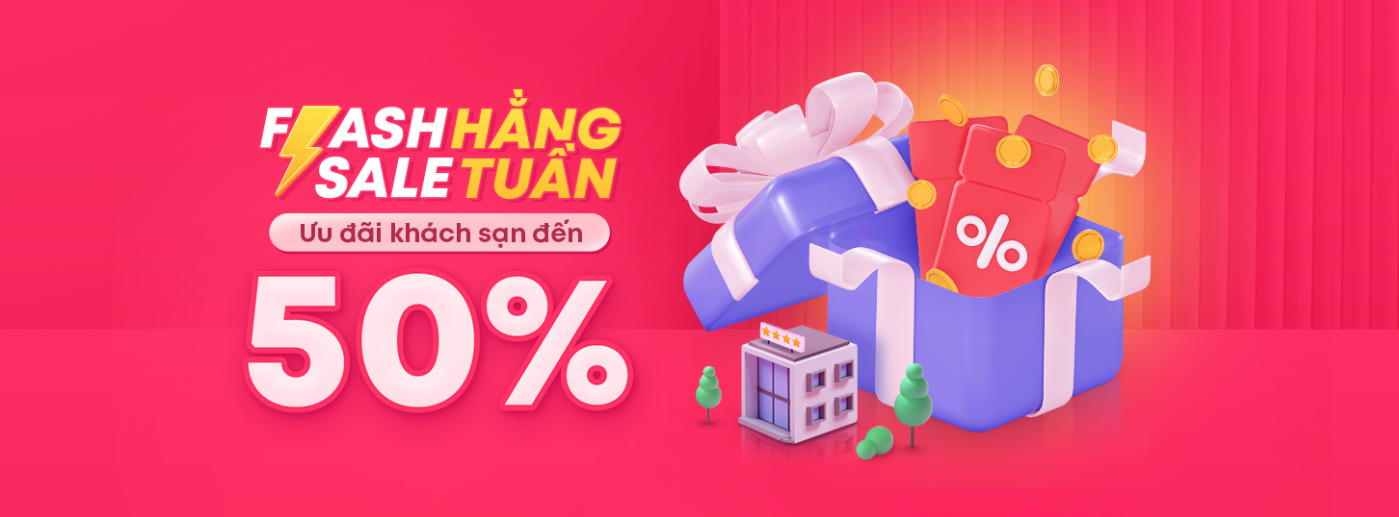 FLASH HẰNG
SALE TUẦN
Ưu đãi khách sạn đến
50%
%